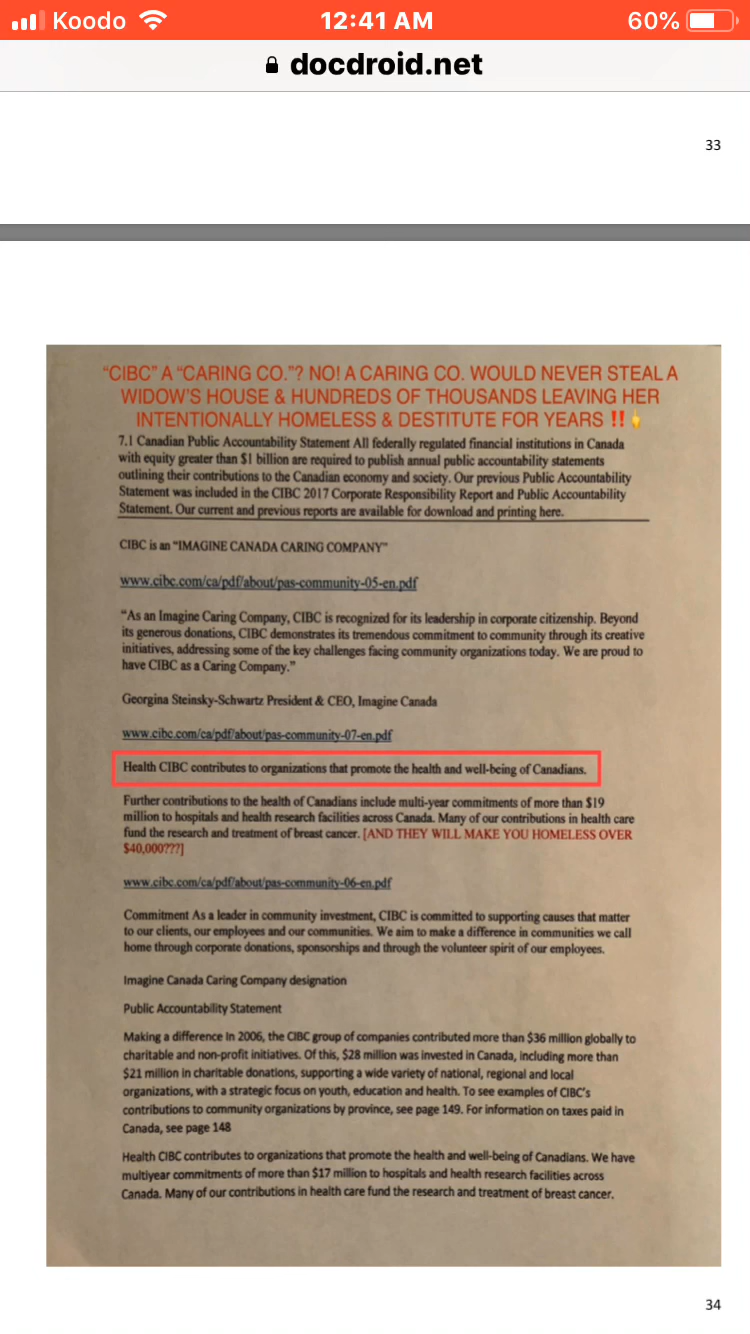 Koodo 12:41 AM 60%
docdroid.net
33
“CIBC” A “CARING CO.”? NO! A CARING CO. WOULD NEVER STEAL A
WIDOW’S HOUSE & HUNDREDS OF THOUSANDS LEAVING HER
INTENTIONALLY HOMELESS & DESTITUTE FOR YEARS ‼️👆
7.1 Canadian Public Accountability Statement All federally regulated financial institutions in Canada
with equity greater than $1 billion are required to publish annual public accountability statements
outlining their contributions to the Canadian economy and society. Our previous Public Accountability
Statement was included in the CIBC 2017 Corporate Responsibility Report and Public Accountability
Statement. Our current and previous reports are available for download and printing here.
CIBC is an “IMAGINE CANADA CARING COMPANY”
www.cibc.com/ca/pdf/about/pas-community-05-en.pdf
“As an Imagine Caring Company, CIBC is recognized for its leadership in corporate citizenship. Beyond
its generous donations, CIBC demonstrates its tremendous commitment to community through its creative
initiatives, addressing some of the key challenges facing community organizations today. We are proud to
have CIBC as a Caring Company.”
Georgina Steinsky-Schwartz President & CEO, Imagine Canada
www.cibc.com/ca/pdf/about/pas-community-07-en.pdf
Health CIBC contributes to organizations that promote the health and well-being of Canadians.
Further contributions to the health of Canadians include multi-year commitments of more than $19
million to hospitals and health research facilities across Canada. Many of our contributions in health care
fund the research and treatment of breast cancer. [AND THEY WILL MAKE YOU HOMELESS OVER
$40,000???]
www.cibc.com/ca/pdf/about/pas-community-06-en.pdf
Commitment As a leader in community investment, CIBC is committed to supporting causes that matter
to our clients, our employees and our communities. We aim to make a difference in communities we call
home through corporate donations, sponsorships and through the volunteer spirit of our employees.
Imagine Canada Caring Company designation
Public Accountability Statement
Making a difference In 2006, the CIBC group of companies contributed more than $36 million globally to
charitable and non-profit initiatives. Of this, $28 million was invested in Canada, including more than
$21 million in charitable donations, supporting a wide variety of national, regional and local
organizations, with a strategic focus on youth, education and health. To see examples of CIBC’s
contributions to community organizations by province, see page 149. For information on taxes paid in
Canada, see page 148
Health CIBC contributes to organizations that promote the health and well-being of Canadians. We have
multiyear commitments of more than $17 million to hospitals and health research facilities across
Canada. Many of our contributions in health care fund the research and treatment of breast cancer.
34